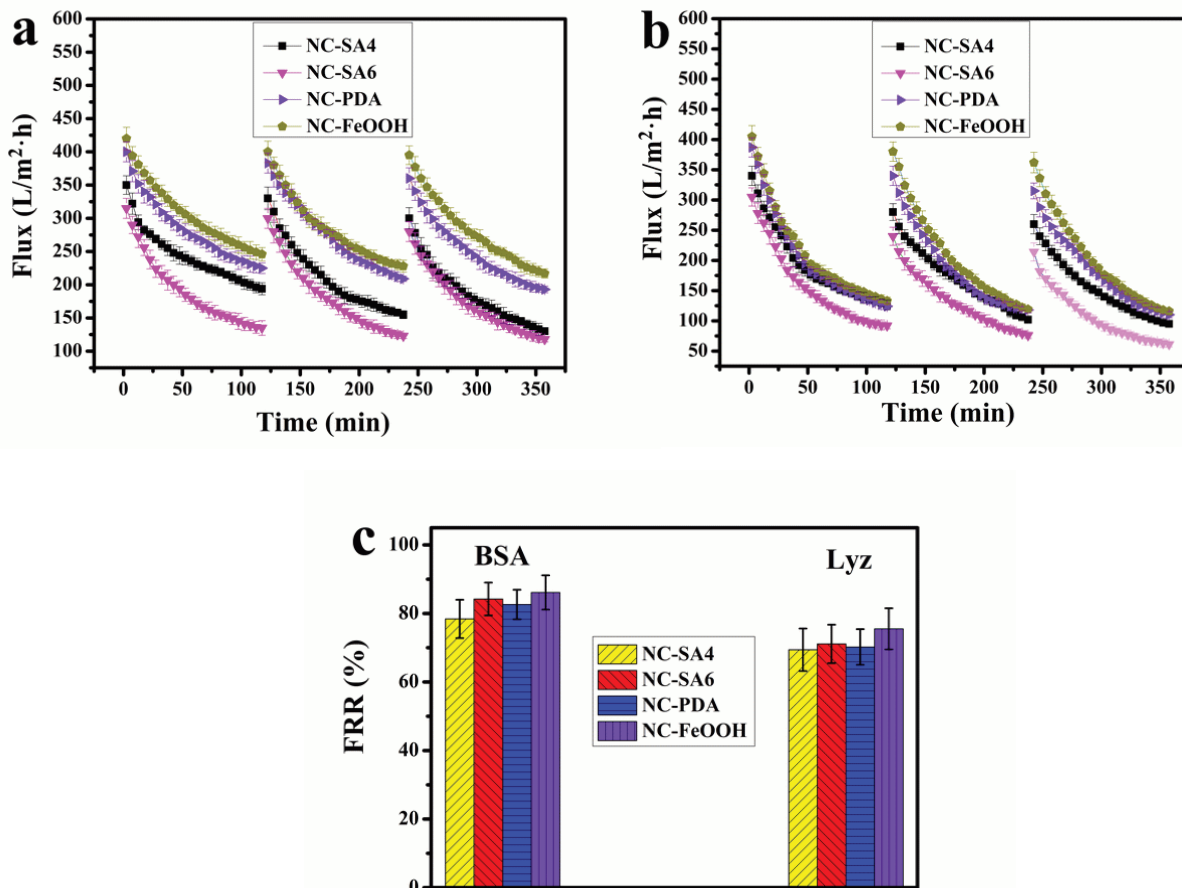 a
600
550
500
450
400
350
300
250
200
150
100
Flux (L/m²·h)
NC-SA4
NC-SA6
NC-PDA
NC-FeOOH
0 50 100 150 200 250 300 350
Time (min)
b
600
550
500
450
400
350
300
250
200
150
100
50
Flux (L/m²·h)
NC-SA4
NC-SA6
NC-PDA
NC-FeOOH
0 50 100 150 200 250 300 350
Time (min)
c
100
80
60
40
20
0
FRR (%)
BSA
Lyz
NC-SA4
NC-SA6
NC-PDA
NC-FeOOH